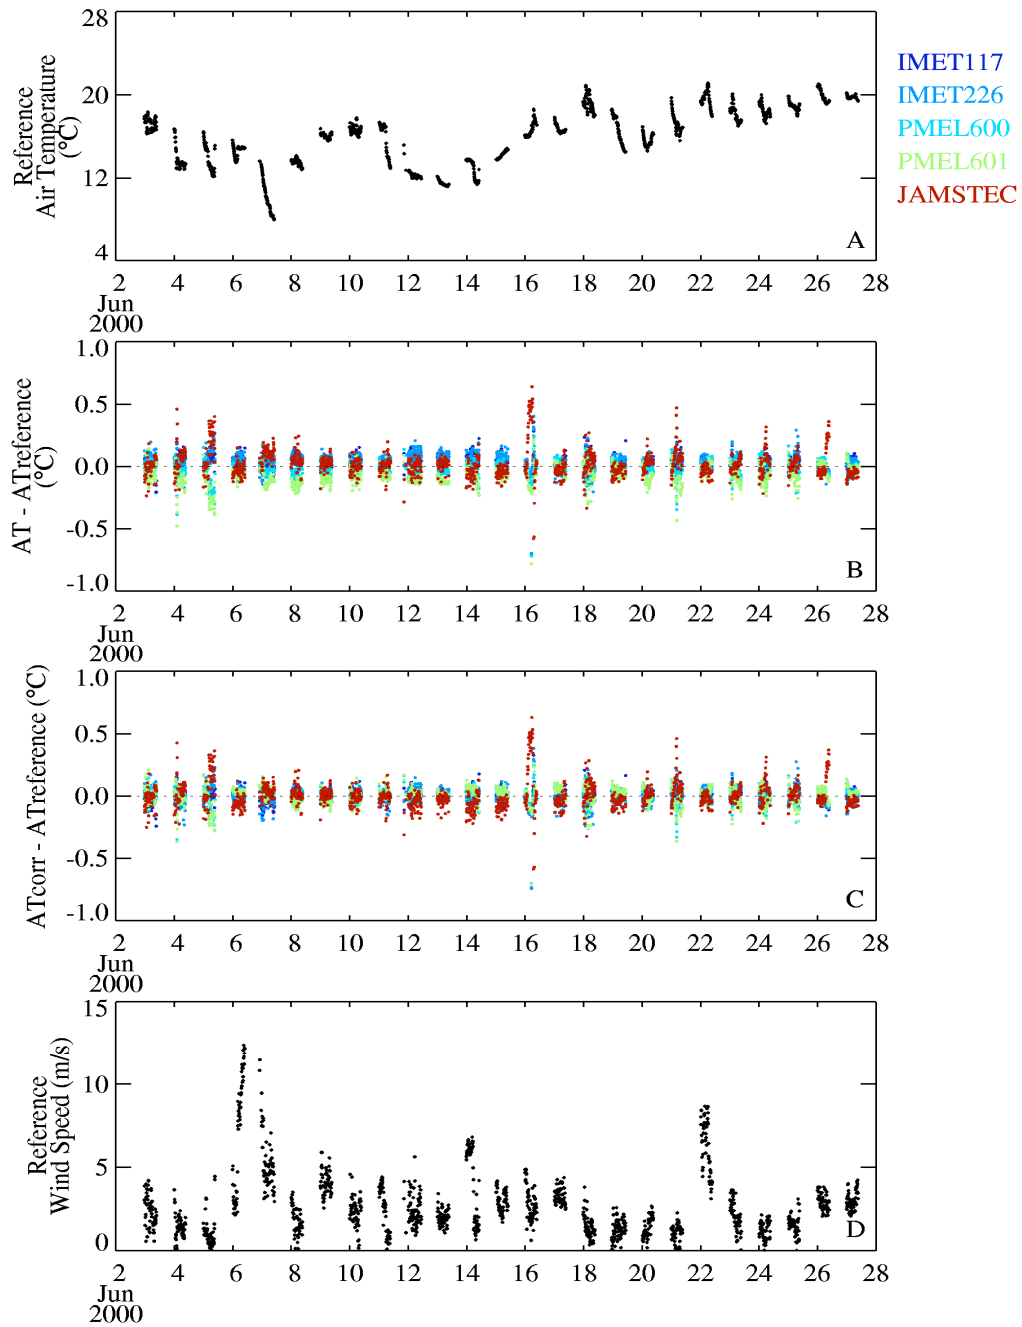 28
20
12
4
Reference
Air Temperature
(°C)
A
2 4 6 8 10 12 14 16 18 20 22 24 26 28
Jun
2000
IMET117
IMET226
PMEL600
PMEL601
JAMSTEC
1.0
0.5
0.0
-0.5
-1.0
AT - ATreference
(°C)
B
2 4 6 8 10 12 14 16 18 20 22 24 26 28
Jun
2000
1.0
0.5
0.0
-0.5
-1.0
ATcorr - ATreference (°C)
C
2 4 6 8 10 12 14 16 18 20 22 24 26 28
Jun
2000
15
10
5
0
Reference
Wind Speed (m/s)
D
2 4 6 8 10 12 14 16 18 20 22 24 26 28
Jun
2000